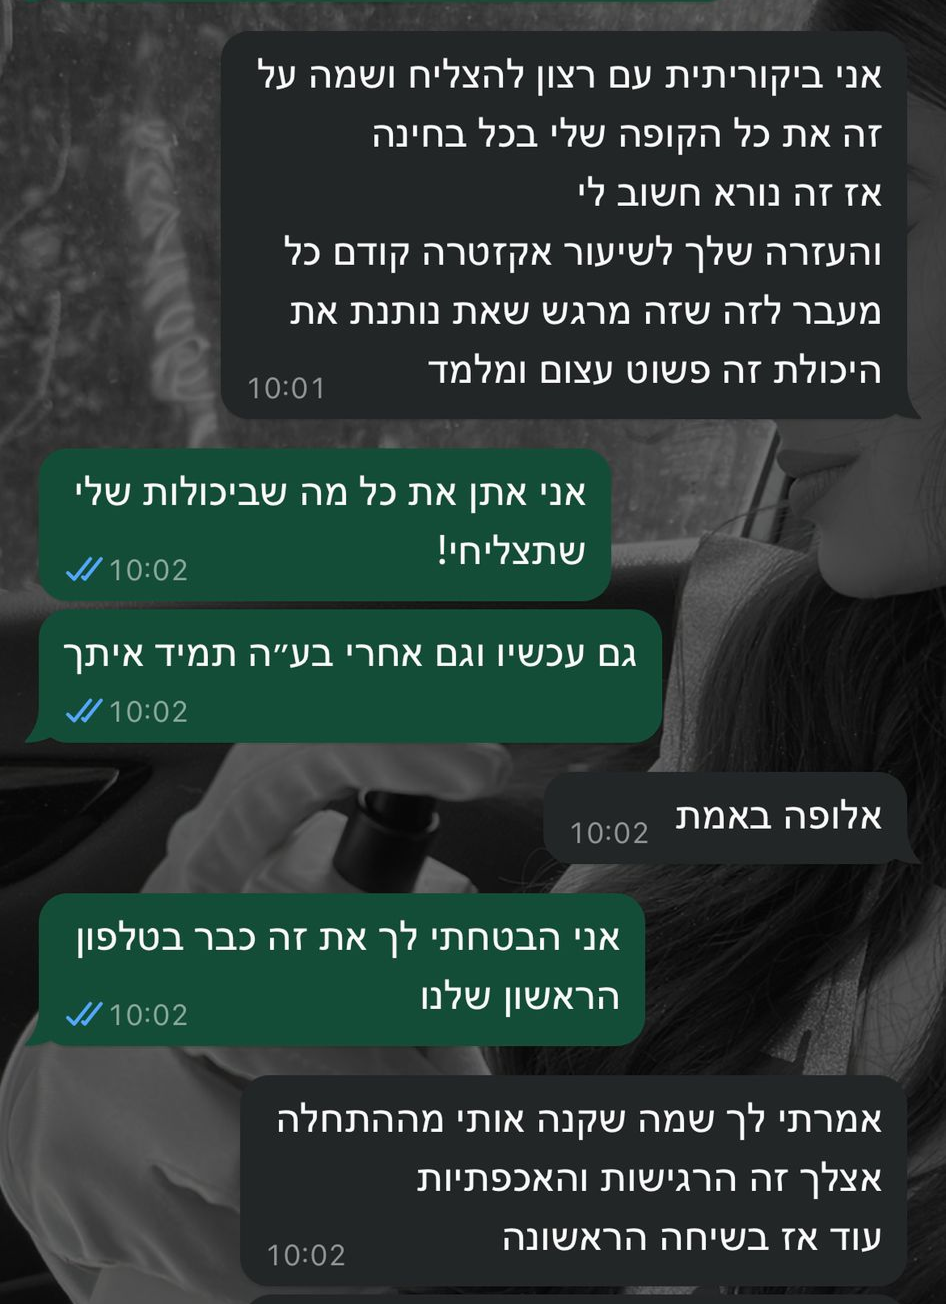 אני ביקוריתית עם רצון להצליח ושמה על
זה את כל הקופה שלי בכל בחינה
אז זה נורא חשוב לי
והעזרה שלך לשיעור אקזטרה קודם כל
מעבר לזה שזה מרגש שאת נותנת את
היכולת זה פשוט עצום ומלמד
10:01
אני אתן את כל מה שביכולות שלי
שתצליחי!
10:02
גם עכשיו וגם אחרי בע״ה תמיד איתך
10:02
אלופה באמת
10:02
אני הבטחתי לך את זה כבר בטלפון
הראשון שלנו
10:02
אמרתי לך שמה שקנה אותי מההתחלה
אצלך זה הרגישות והאכפתיות
עוד אז בשיחה הראשונה
10:02